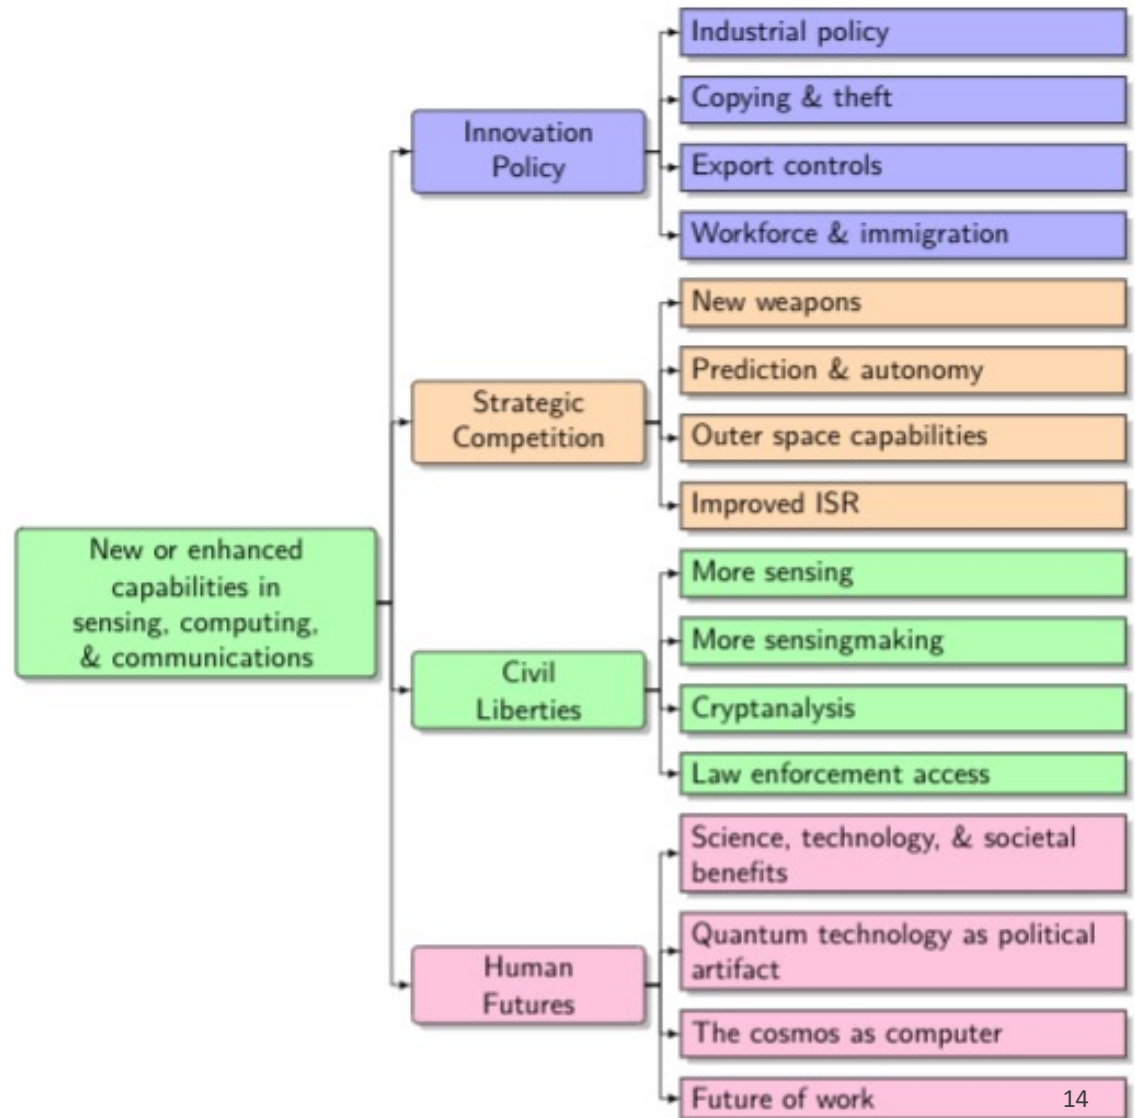 New or enhanced
capabilities in
sensing, computing,
& communications
Innovation
Policy
Industrial policy
Copying & theft
Export controls
Workforce & immigration
Strategic
Competition
New weapons
Prediction & autonomy
Outer space capabilities
Improved ISR
Civil
Liberties
More sensing
More sensingmaking
Cryptanalysis
Law enforcement access
Human
Futures
Science, technology, & societal
benefits
Quantum technology as political
artifact
The cosmos as computer
Future of work
14